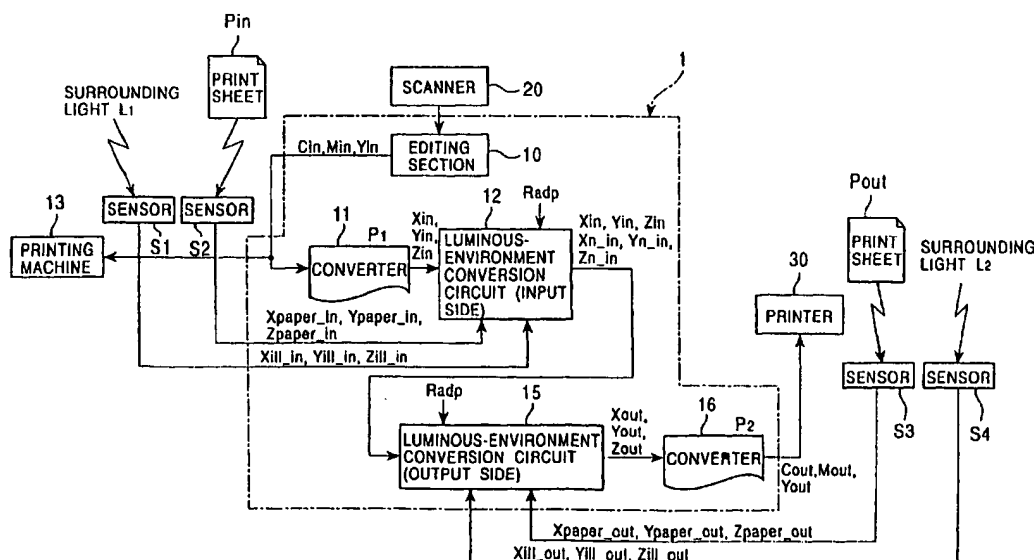 Pin
PRINT
SHEET
SURROUNDING
LIGHT L1
SCANNER
20
1
Cin,Min,Yin
EDITING
SECTION
10
13
SENSOR
SENSOR
S1
S2
PRINTING
MACHINE
11
P1
CONVERTER
Xin,
Yin,
Zin
12
Radp
LUMINOUS-
ENVIRONMENT
CONVERSION
CIRCUIT (INPUT
SIDE)
Xin, Yin, Zin
Xn_in, Yn_in,
Zn_in
Xpaper_in, Ypaper_in,
Zpaper_in
Xill_in, Yill_in, Zill_in
Pout
PRINT
SHEET
SURROUNDING
LIGHT L2
30
PRINTER
SENSOR
SENSOR
S3
S4
Radp
15
LUMINOUS-ENVIRONMENT
CONVERSION CIRCUIT
(OUTPUT SIDE)
Xout,
Yout,
Zout
16
P2
CONVERTER
Cout,Mout,
Yout
Xpaper_out, Ypaper_out, Zpaper_out
Xill_out, Yill_out, Zill_out